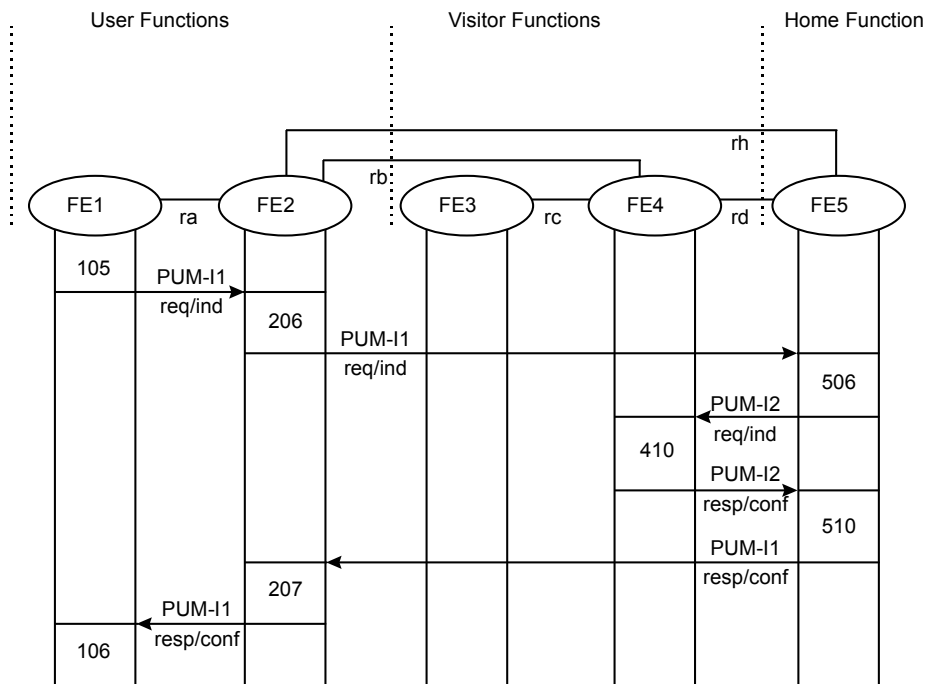 User Functions
Visitor Functions
Home Function
rh
rb
FE1
FE2
FE3
FE4
FE5
ra
rc
rd
105
PUM-I1
req/ind
206
PUM-I1
req/ind
506
PUM-I2
req/ind
410
PUM-I2
resp/conf
510
PUM-I1
resp/conf
207
PUM-I1
resp/conf
106